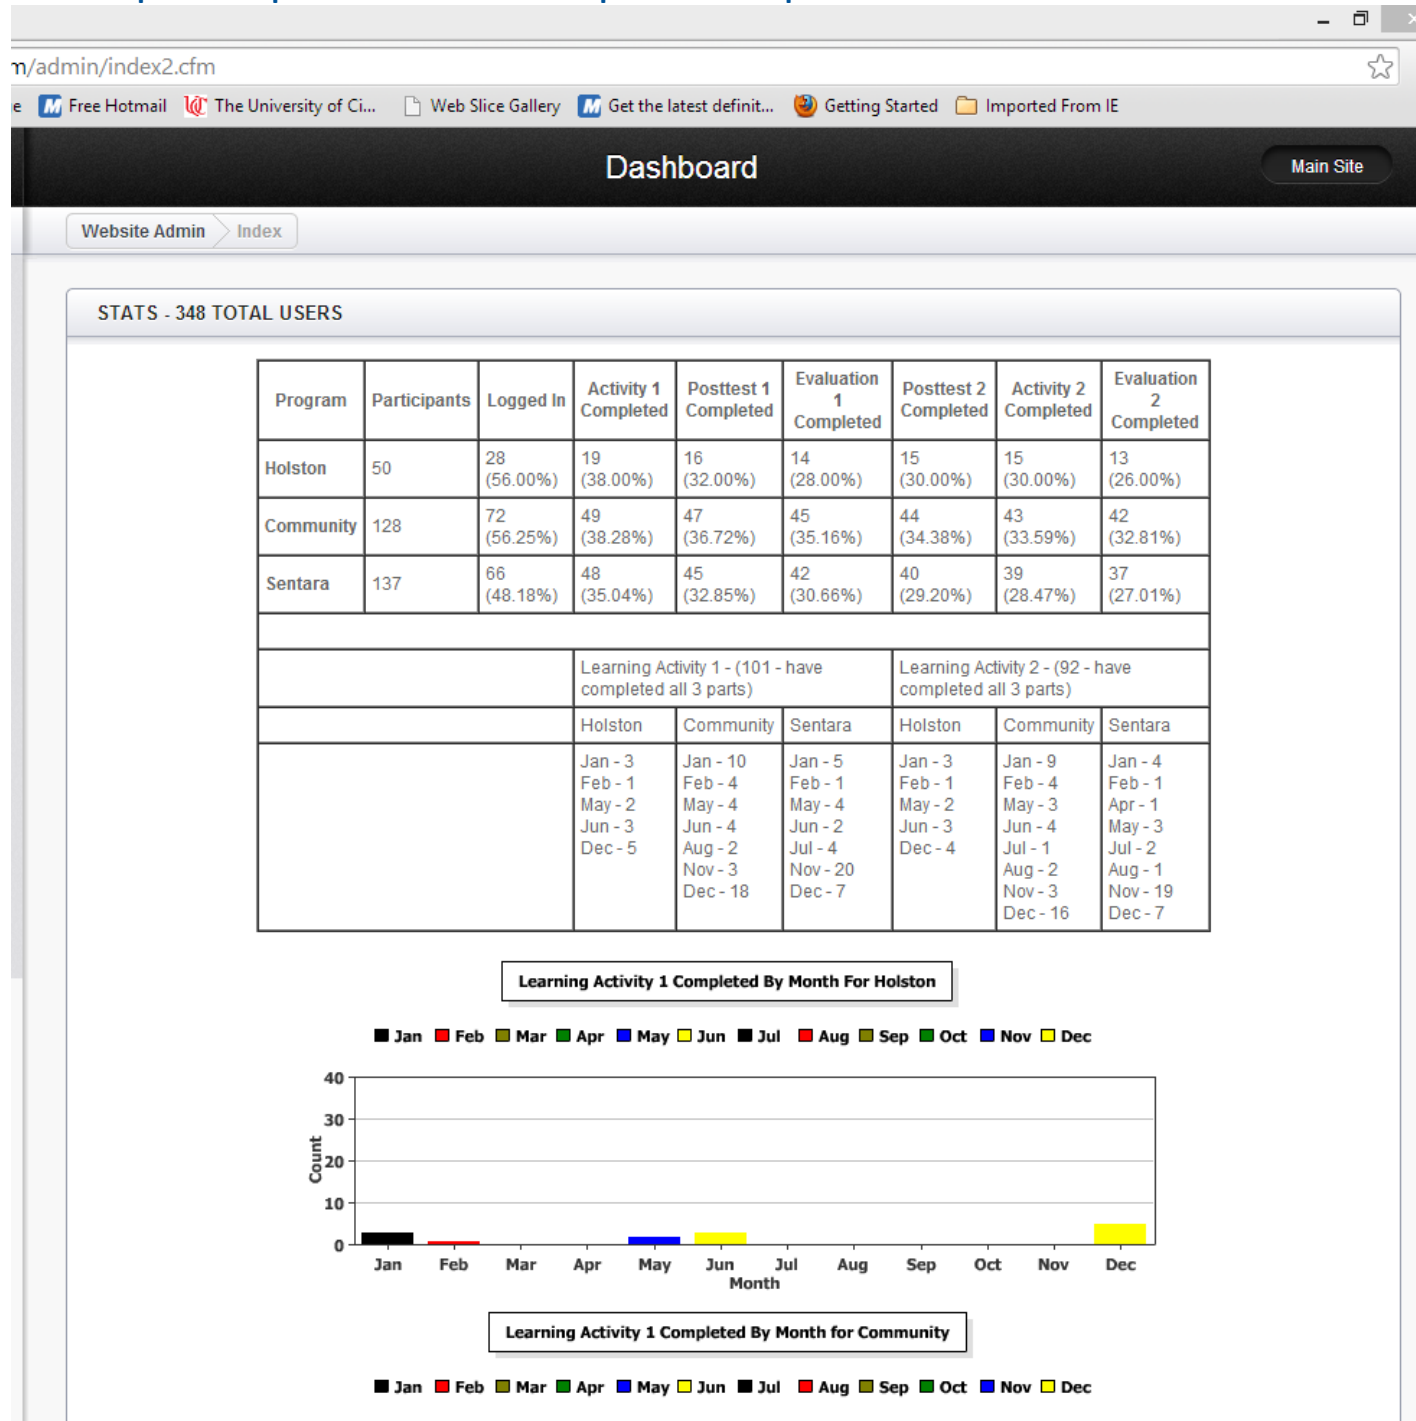 m/admin/index2.cfm
e Free Hotmail The University of Ci... Web Slice Gallery Get the latest definit... Getting Started Imported From IE
Dashboard
Main Site
Website Admin Index
STATS - 348 TOTAL USERS
Program Participants Logged In Activity 1 Completed Posttest 1 Completed Evaluation 1 Completed Posttest 2 Completed Activity 2 Completed Evaluation 2 Completed
Holston 50 28 (56.00%) 19 (38.00%) 16 (32.00%) 14 (28.00%) 15 (30.00%) 15 (30.00%) 13 (26.00%)
Community 128 72 (56.25%) 49 (38.28%) 47 (36.72%) 45 (35.16%) 44 (34.38%) 43 (33.59%) 42 (32.81%)
Sentara 137 66 (48.18%) 48 (35.04%) 45 (32.85%) 42 (30.66%) 40 (29.20%) 39 (28.47%) 37 (27.01%)
Learning Activity 1 - (101 - have completed all 3 parts) Learning Activity 2 - (92 - have completed all 3 parts)
Holston Community Sentara Holston Community Sentara
Jan - 3 Jan - 10 Jan - 5 Jan - 3 Jan - 9 Jan - 4
Feb - 1 Feb - 4 Feb - 1 Feb - 1 Feb - 4 Feb - 1
May - 2 May - 4 May - 4 May - 2 May - 3 Apr - 1
Jun - 3 Jun - 4 Jun - 2 Jun - 3 Jun - 4 May - 3
Dec - 5 Aug - 2 Jul - 4 Dec - 4 Jul - 1 Jul - 2
Nov - 3 Nov - 20 Aug - 2 Aug - 1
Dec - 18 Dec - 7 Nov - 3 Nov - 19
Dec - 16 Dec - 7
Learning Activity 1 Completed By Month For Holston
Jan Feb Mar Apr May Jun Jul Aug Sep Oct Nov Dec
40
30
20
10
0
Count
Jan Feb Mar Apr May Jun Jul Aug Sep Oct Nov Dec
Month
Learning Activity 1 Completed By Month for Community
Jan Feb Mar Apr May Jun Jul Aug Sep Oct Nov Dec